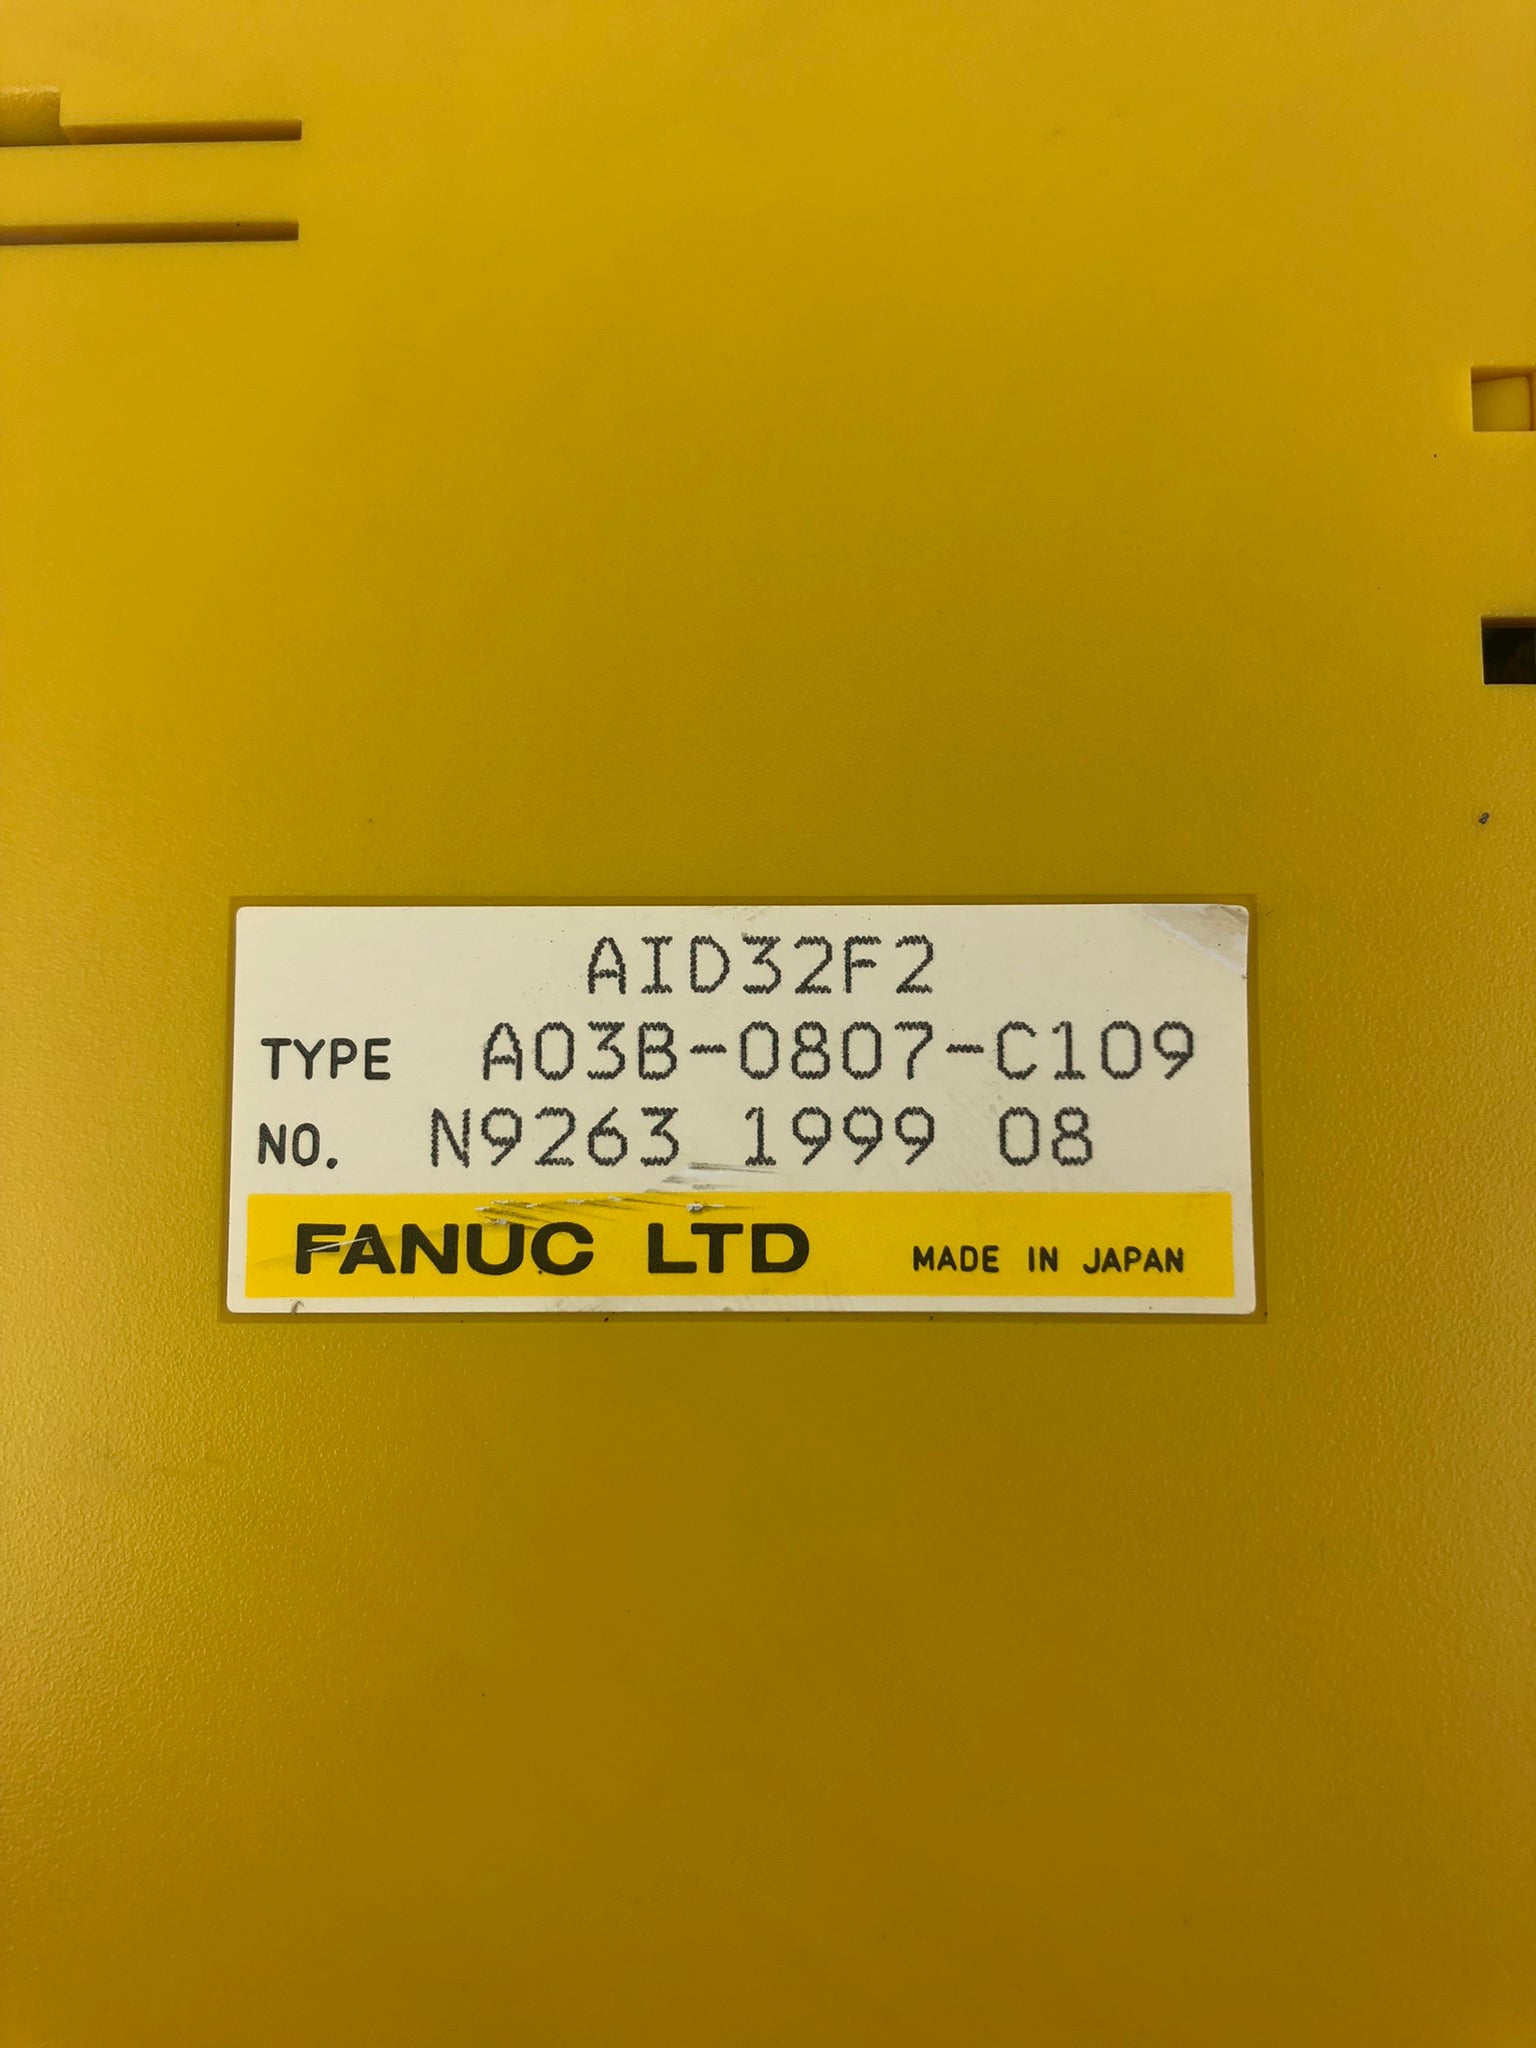 AID32F2
TYPE A03B-0807-C109
NO. N9263 1999 08
FANUC LTD MADE IN JAPAN